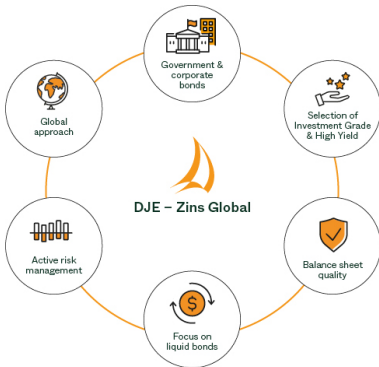 Government &
corporate
bonds
Global
approach
Selection of
Investment Grade
& High Yield
DJE – Zins Global
Active risk
management
Balance sheet
quality
$
Focus on
liquid bonds